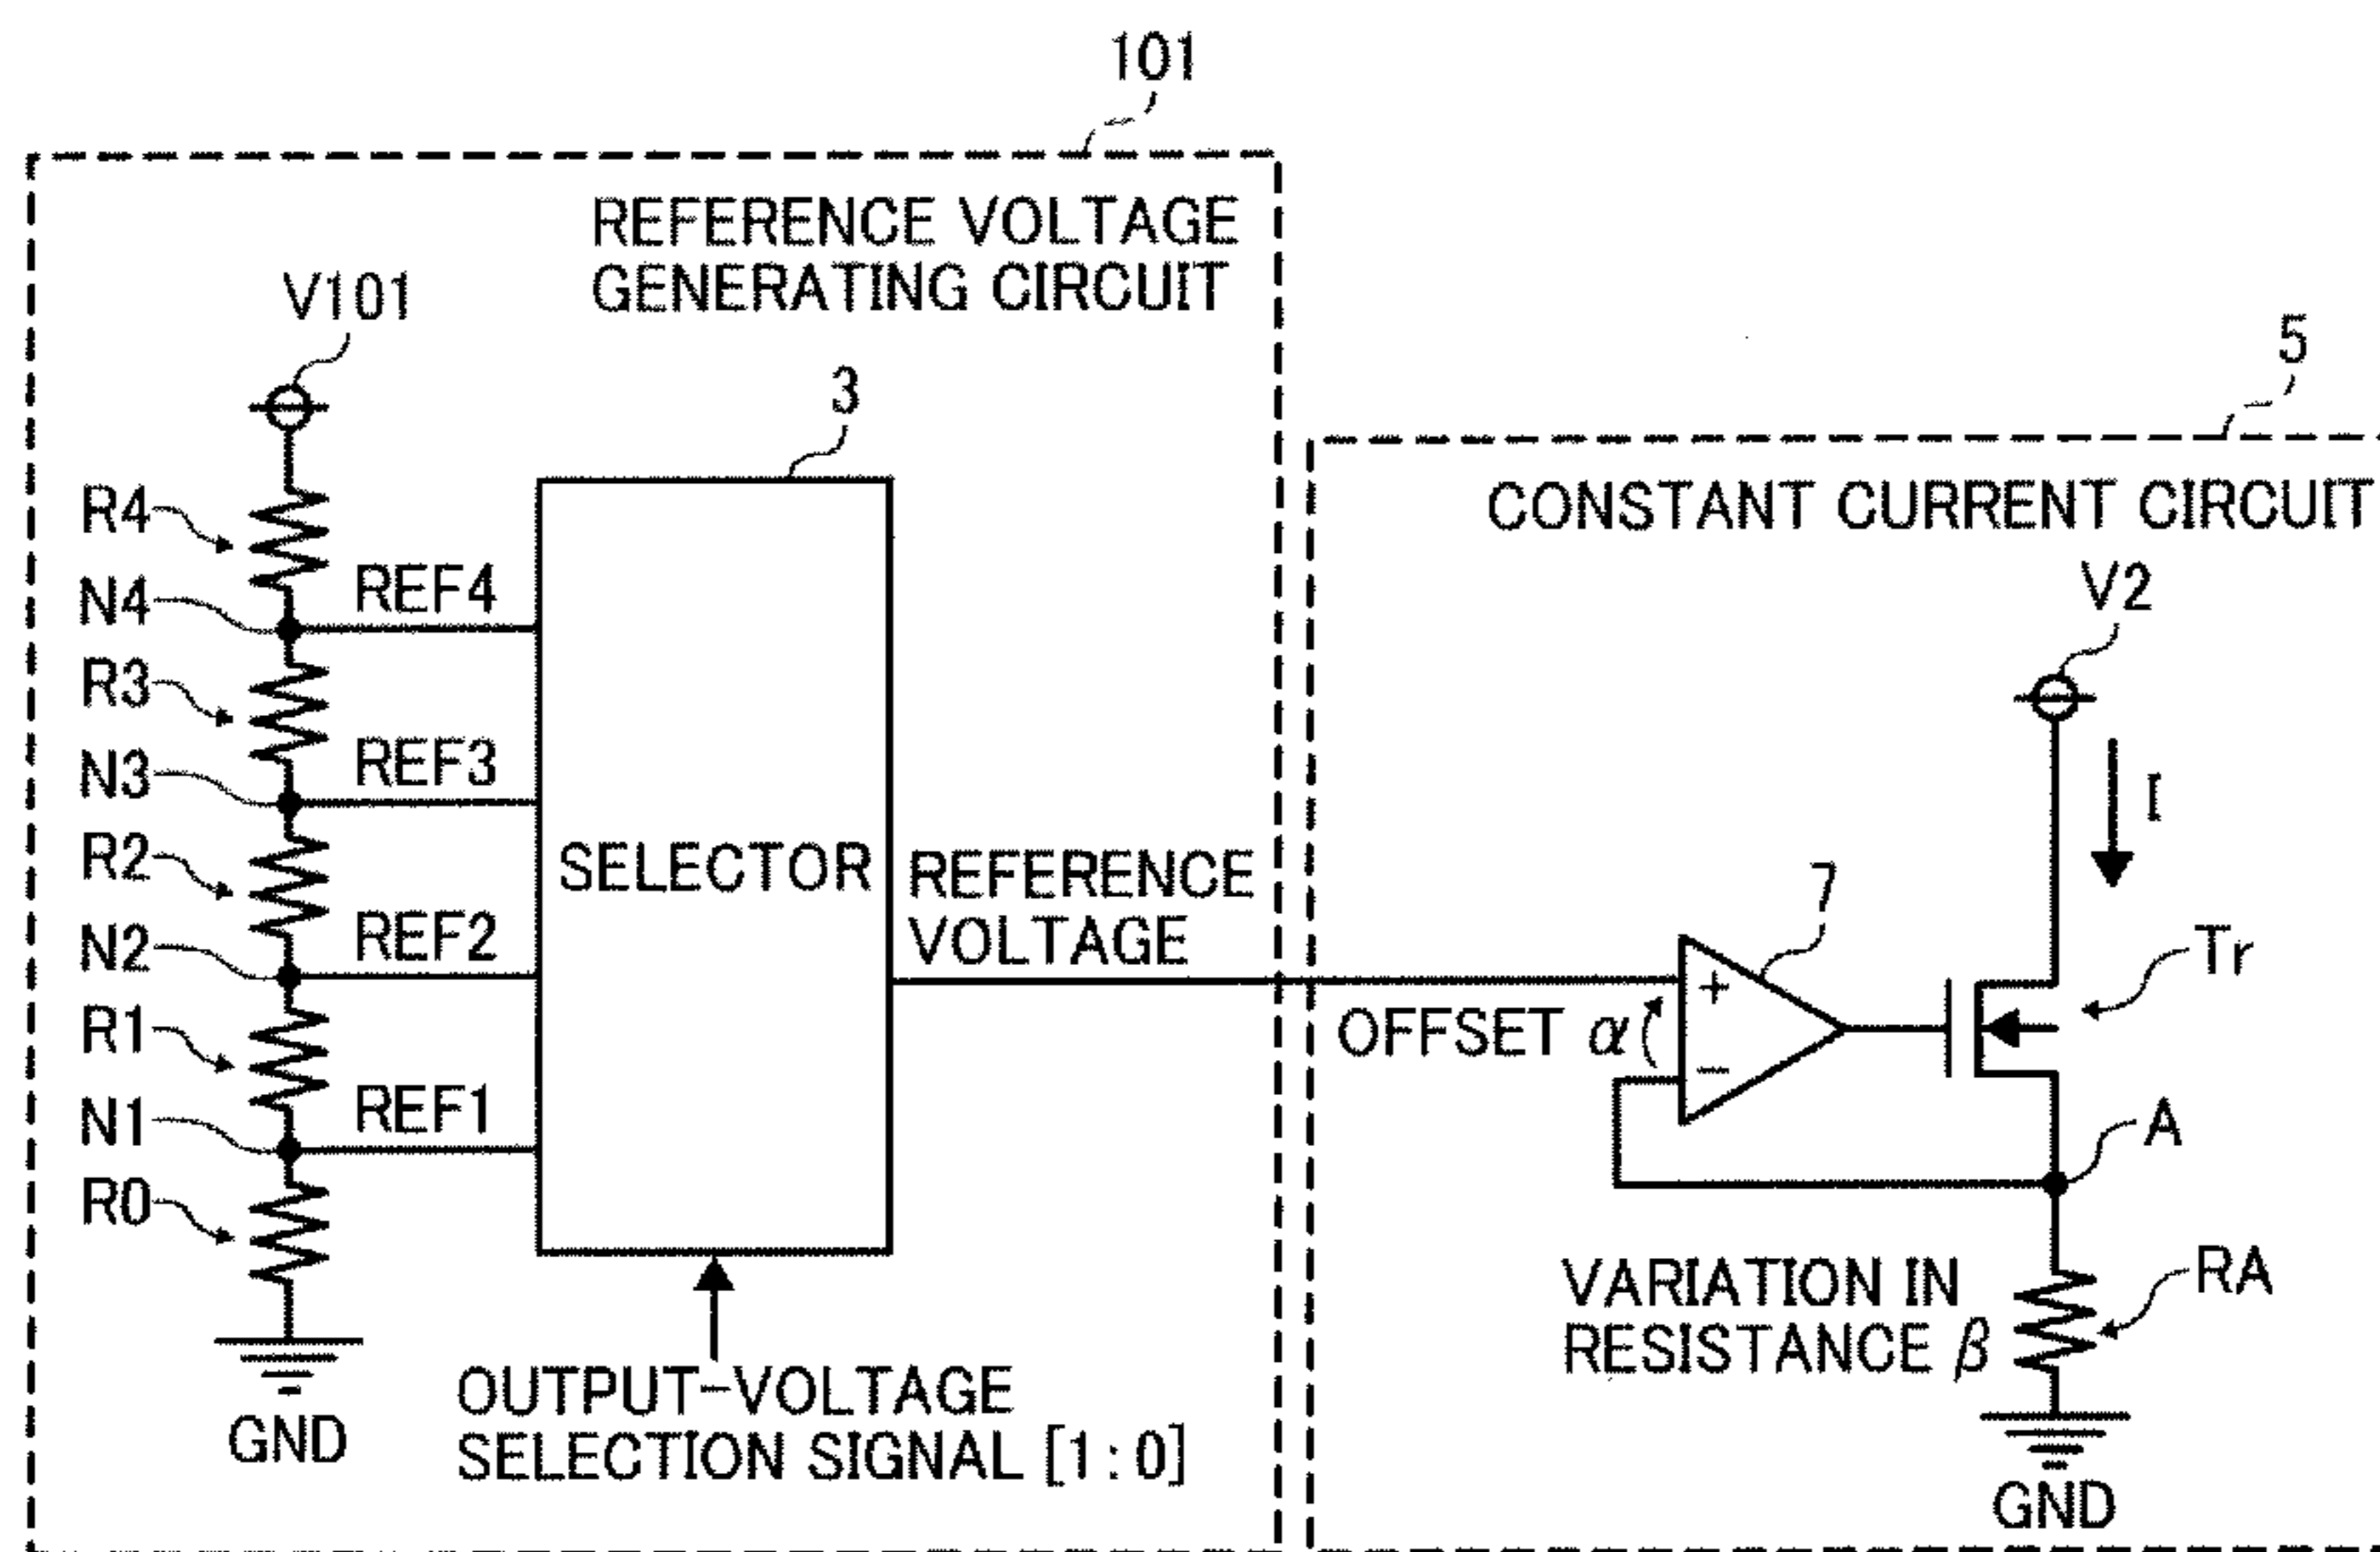 101
REFERENCE VOLTAGE
GENERATING CIRCUIT
V101
3
R4
N4
REF4
R3
N3
REF3
R2
N2
REF2
R1
N1
REF1
R0
GND
SELECTOR
REFERENCE
VOLTAGE
OUTPUT-VOLTAGE
SELECTION SIGNAL [1:0]
5
CONSTANT CURRENT CIRCUIT
V2
I
7
Tr
+
OFFSET α
−
A
VARIATION IN
RESISTANCE β
RA
GND